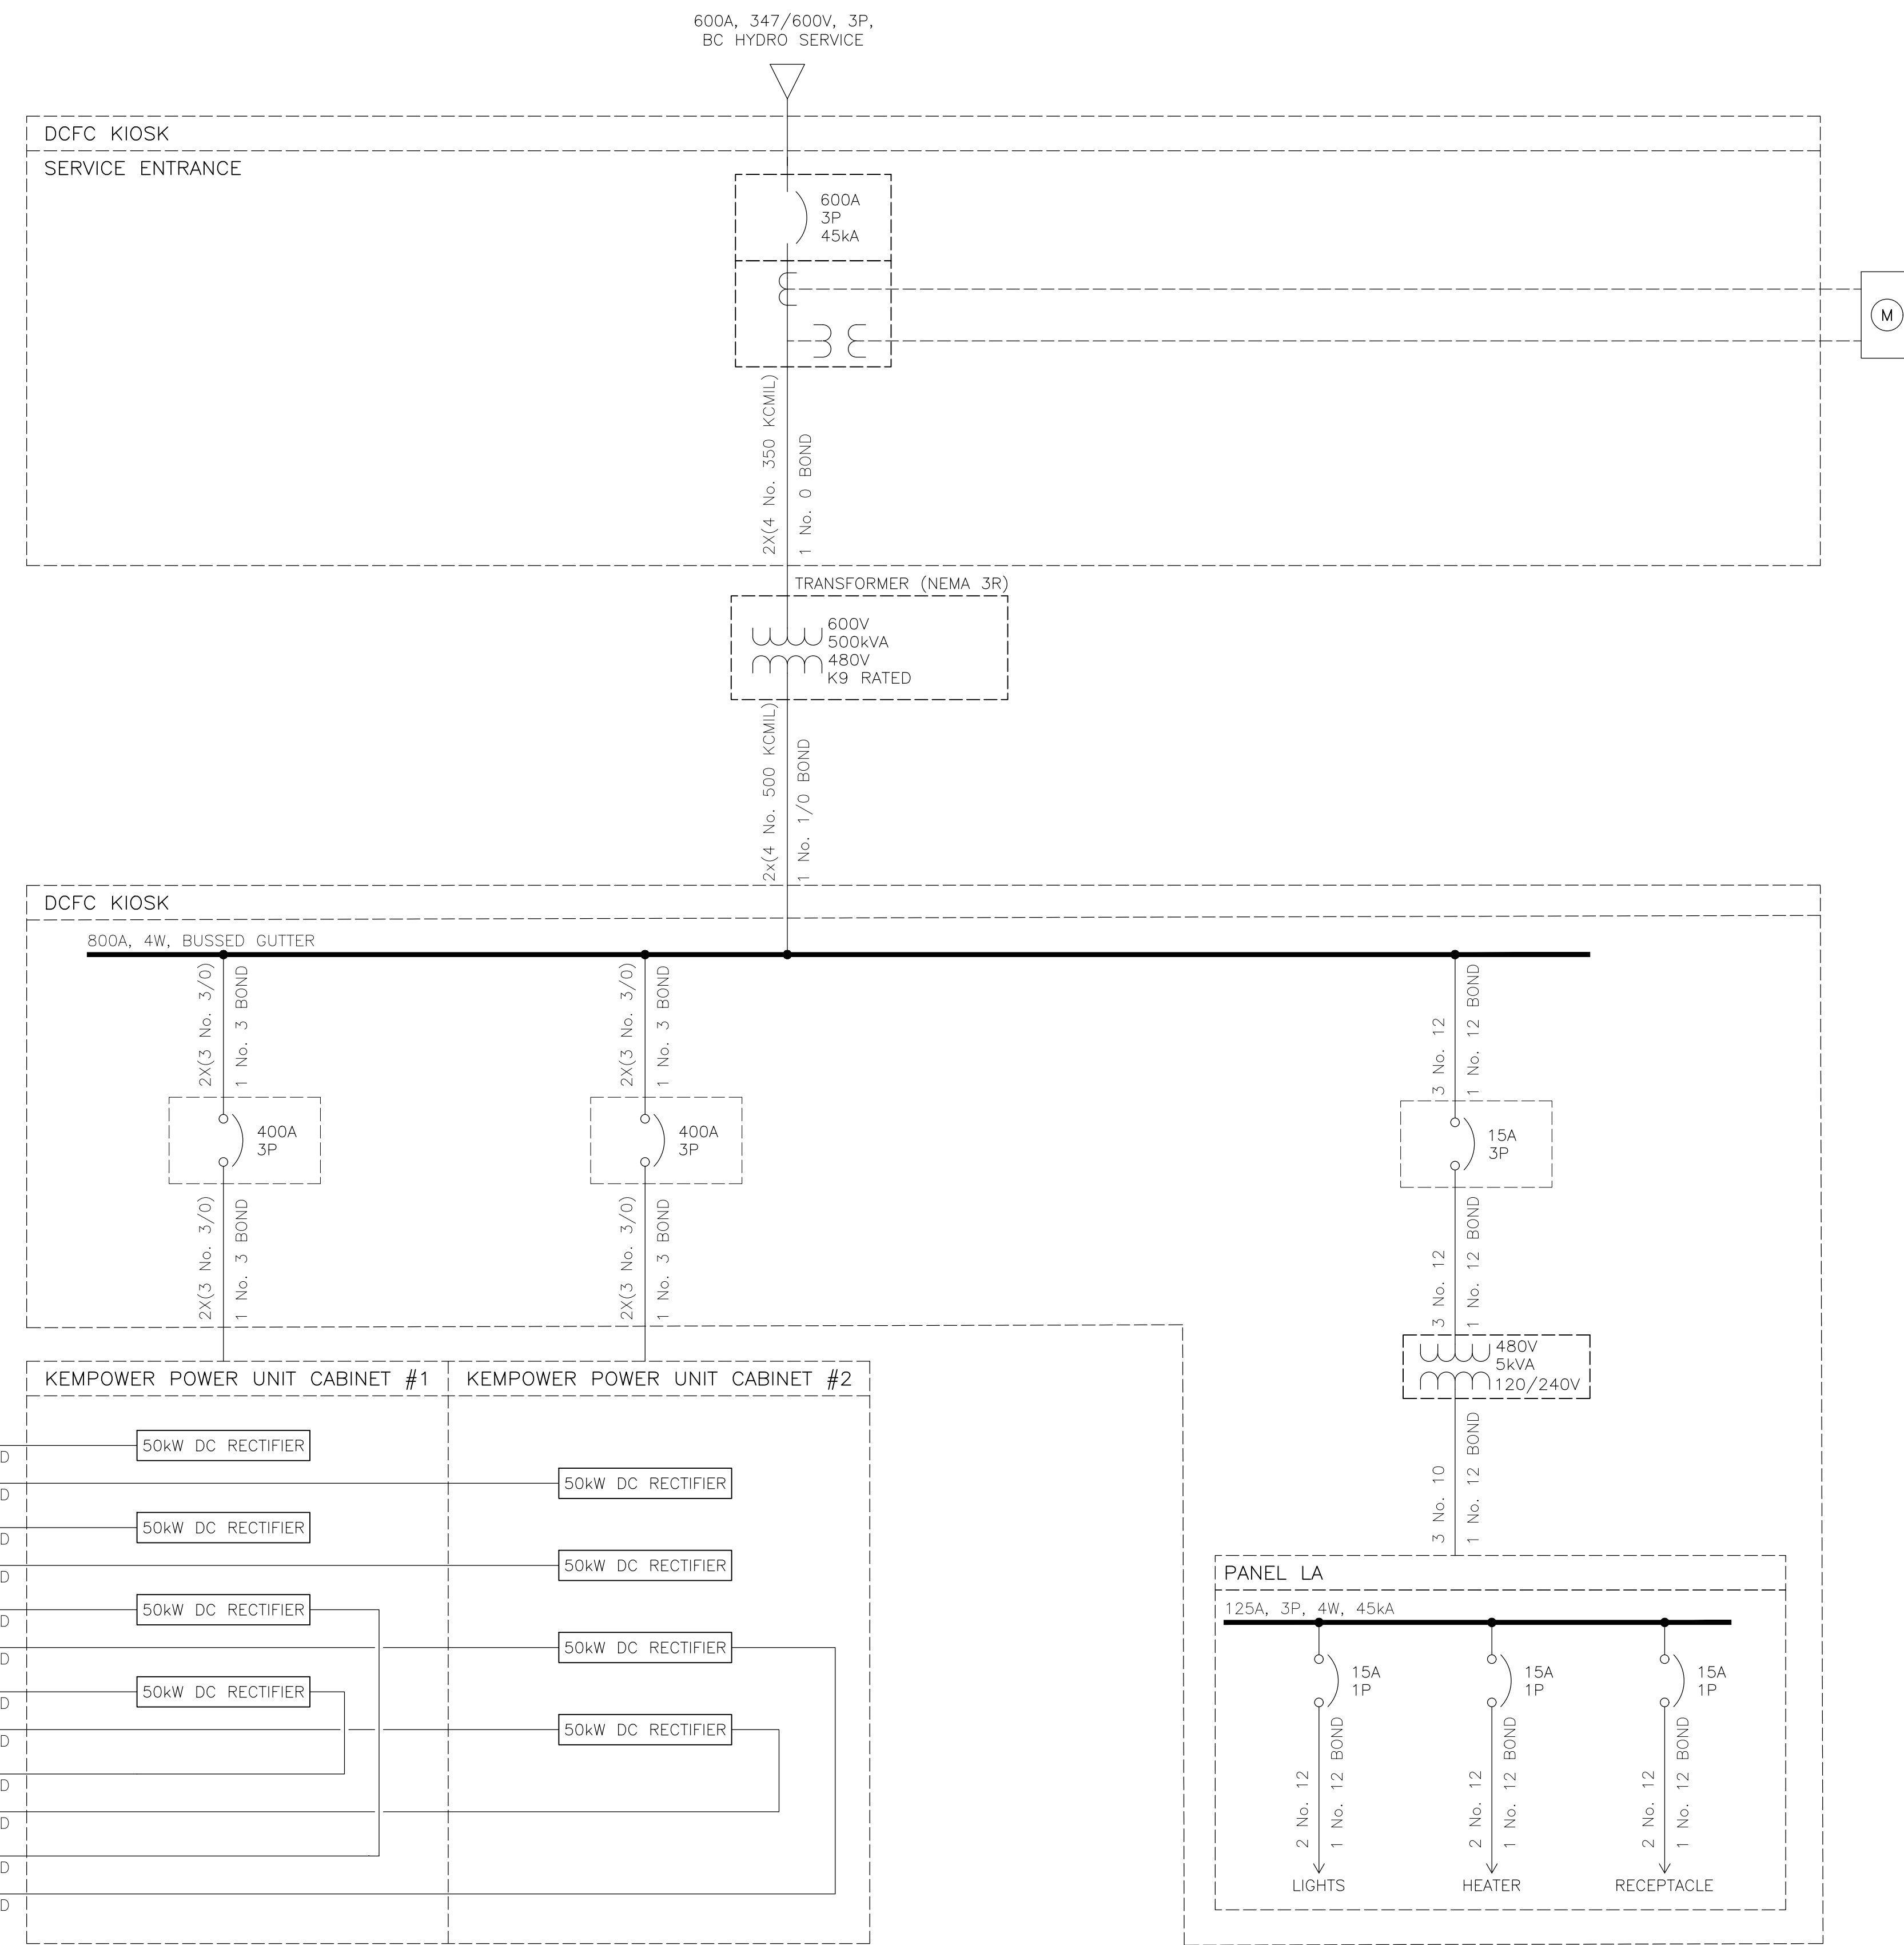 600A, 347/600V, 3P,
BC HYDRO SERVICE
DCFC KIOSK
SERVICE ENTRANCE
600A
3P
45kA
M
2X(4 No. 350 KCMIL)
1 No. 0 BOND
TRANSFORMER (NEMA 3R)
600V
500kVA
480V
K9 RATED
2x(4 No. 500 KCMIL)
1 No. 1/0 BOND
DCFC KIOSK
800A, 4W, BUSSED GUTTER
2X(3 No. 3/0)
1 No. 3 BOND
2X(3 No. 3/0)
1 No. 3 BOND
3 No. 12
1 No. 12 BOND
400A
3P
400A
3P
15A
3P
2X(3 No. 3/0)
1 No. 3 BOND
2X(3 No. 3/0)
1 No. 3 BOND
3 No. 12
1 No. 12 BOND
480V
5kVA
120/240V
KEMPOWER POWER UNIT CABINET #1
KEMPOWER POWER UNIT CABINET #2
50kW DC RECTIFIER
D
50kW DC RECTIFIER
D
50kW DC RECTIFIER
D
50kW DC RECTIFIER
D
50kW DC RECTIFIER
D
50kW DC RECTIFIER
D
50kW DC RECTIFIER
D
50kW DC RECTIFIER
D
D
D
D
D
3 No. 10
1 No. 12 BOND
PANEL LA
125A, 3P, 4W, 45kA
15A
1P
15A
1P
15A
1P
2 No. 12
1 No. 12 BOND
2 No. 12
1 No. 12 BOND
2 No. 12
1 No. 12 BOND
LIGHTS
HEATER
RECEPTACLE